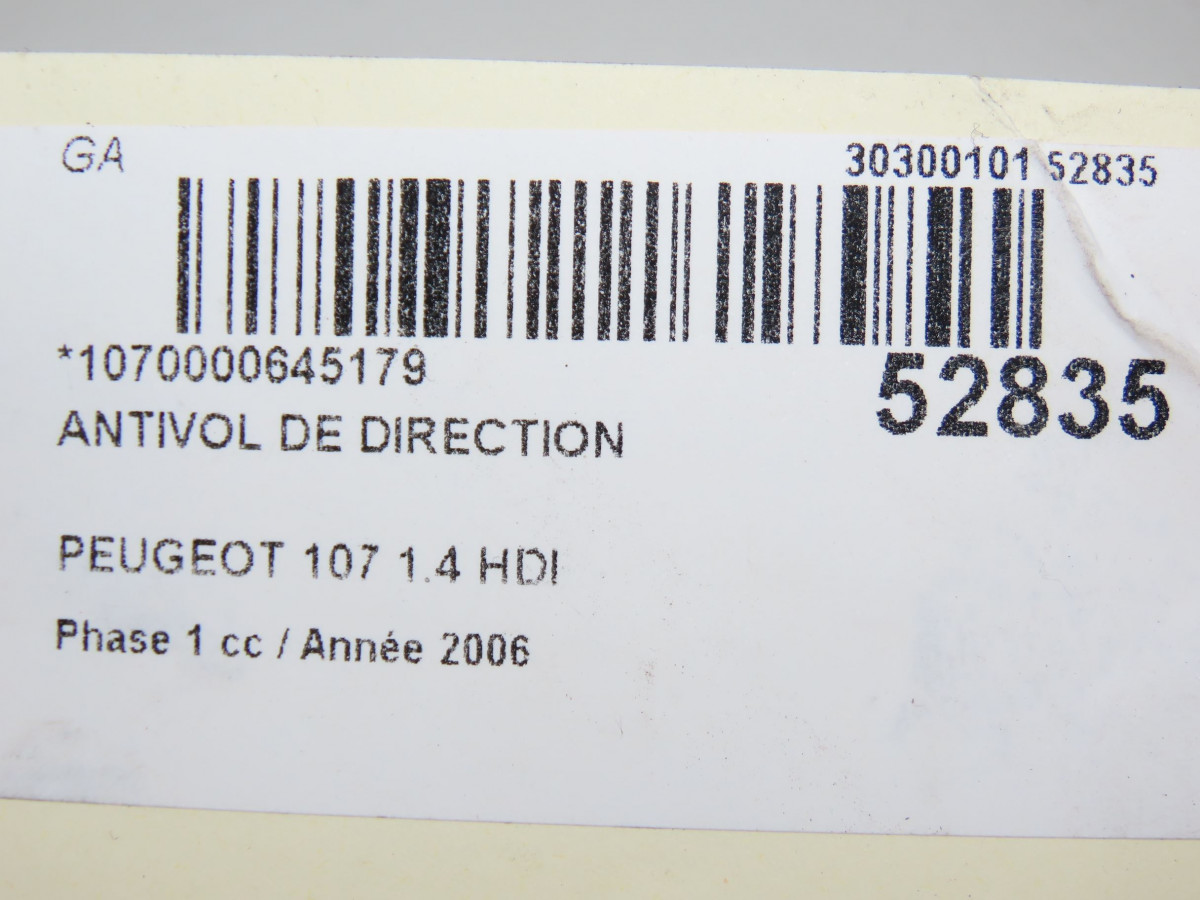 GA
30300101 52835
*1070000645179
52835
ANTIVOL DE DIRECTION
PEUGEOT 107 1.4 HDI
Phase 1 cc / Année 2006